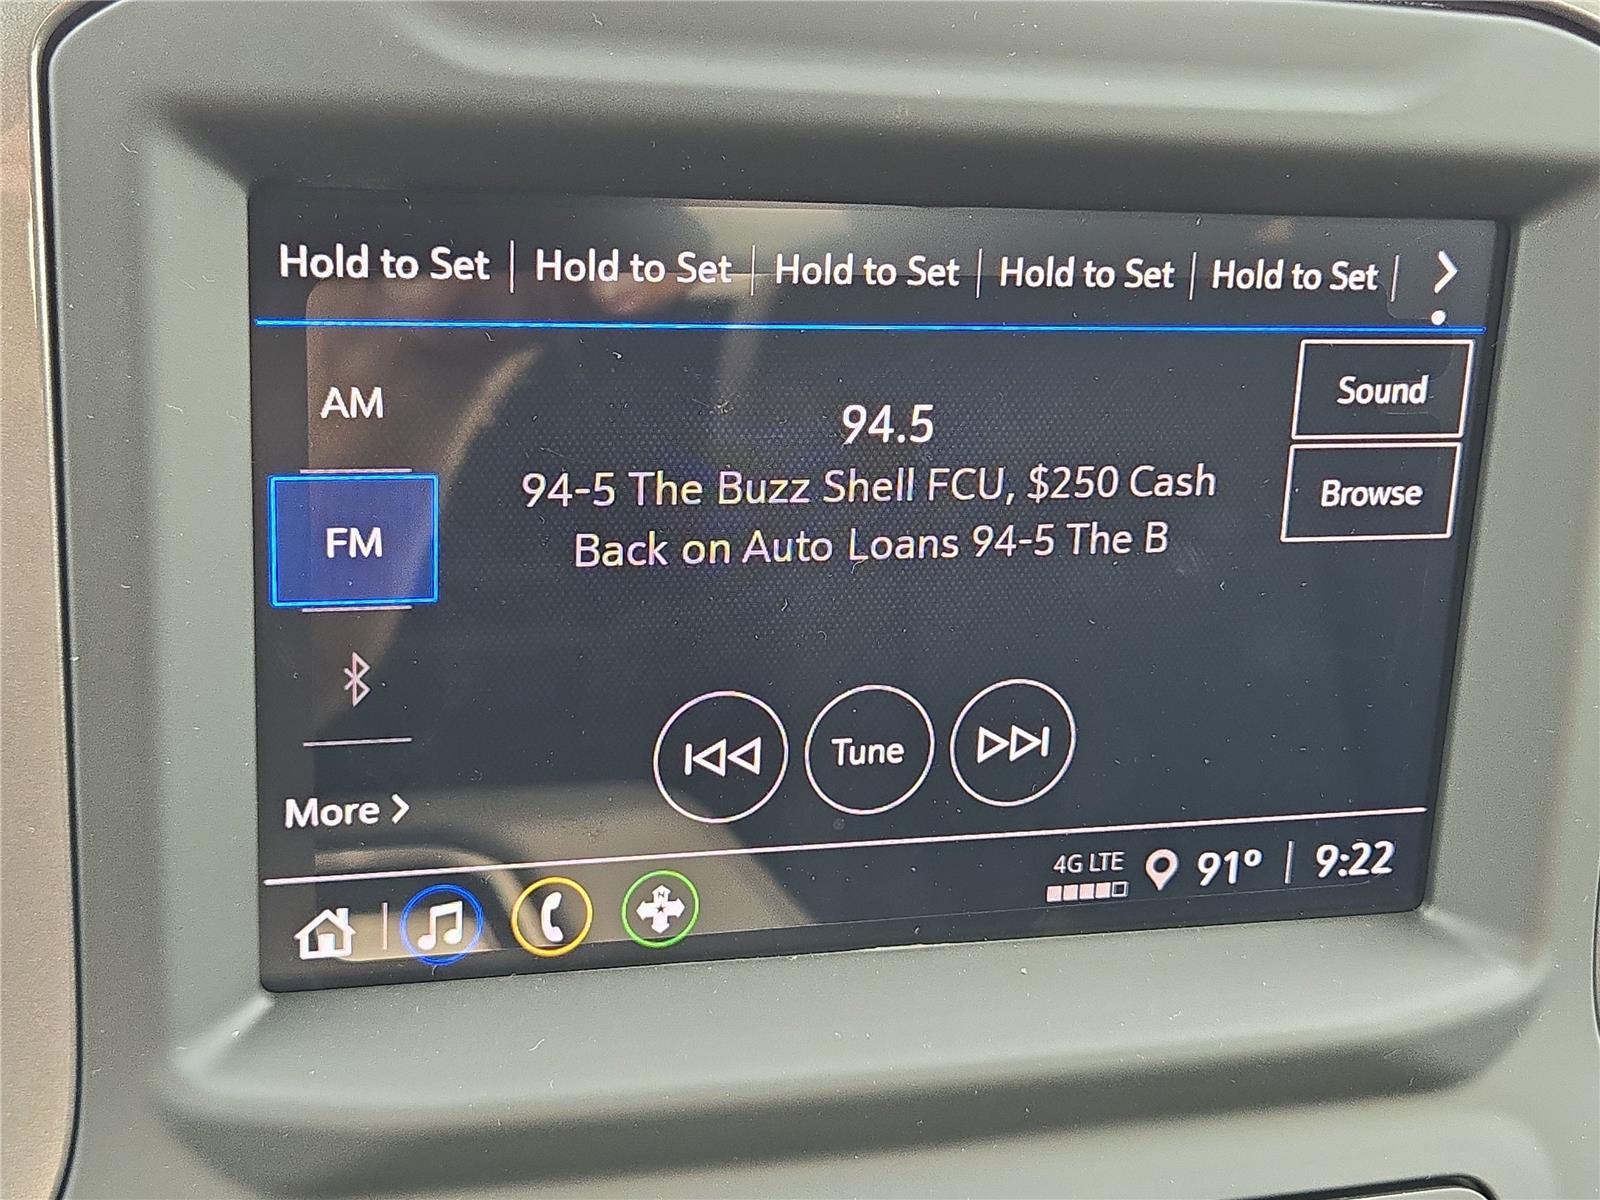 Hold to Set | Hold to Set | Hold to Set | Hold to Set | Hold to Set |
AM
94.5
Sound
94-5 The Buzz Shell FCU, $250 Cash
Browse
FM
Back on Auto Loans 94-5 The B
Tune
More
4G LTE 91° | 9:22
N